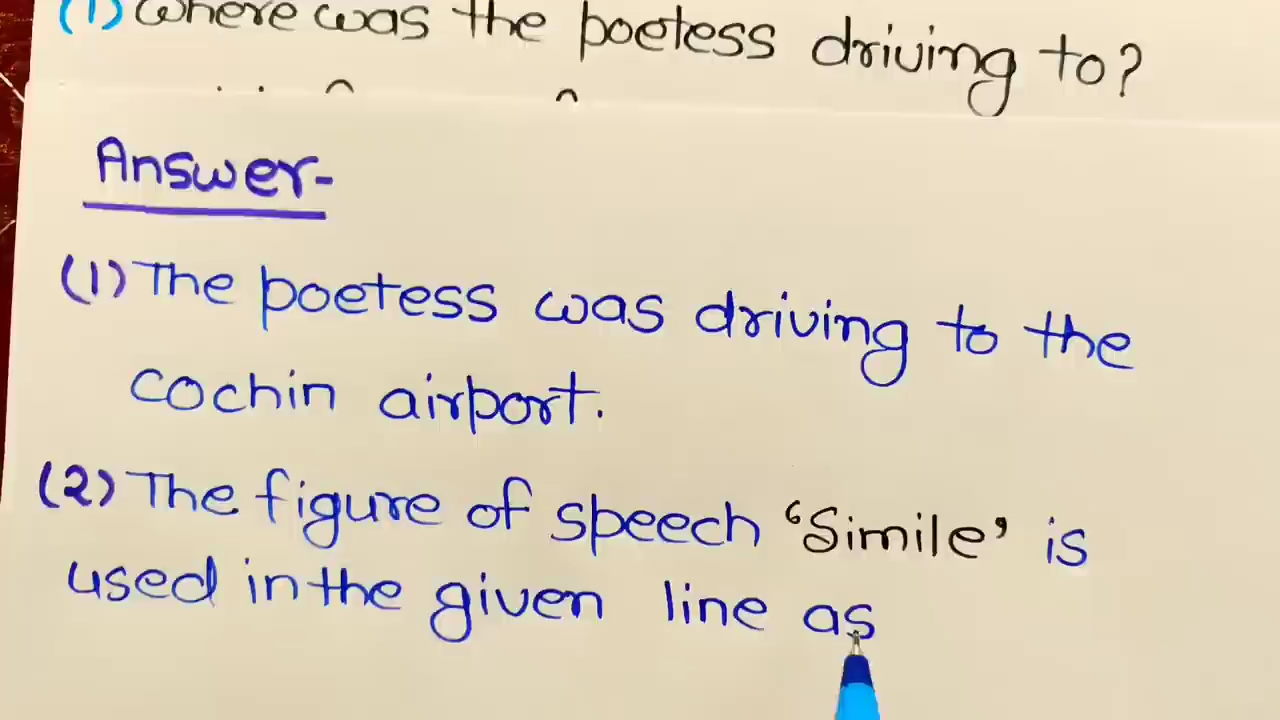 (1) Where was the poetess driving to?
Answer-
(1) The poetess was driving to the
cochin airport.
(2) The figure of speech ‘Simile’ is
used in the given line as